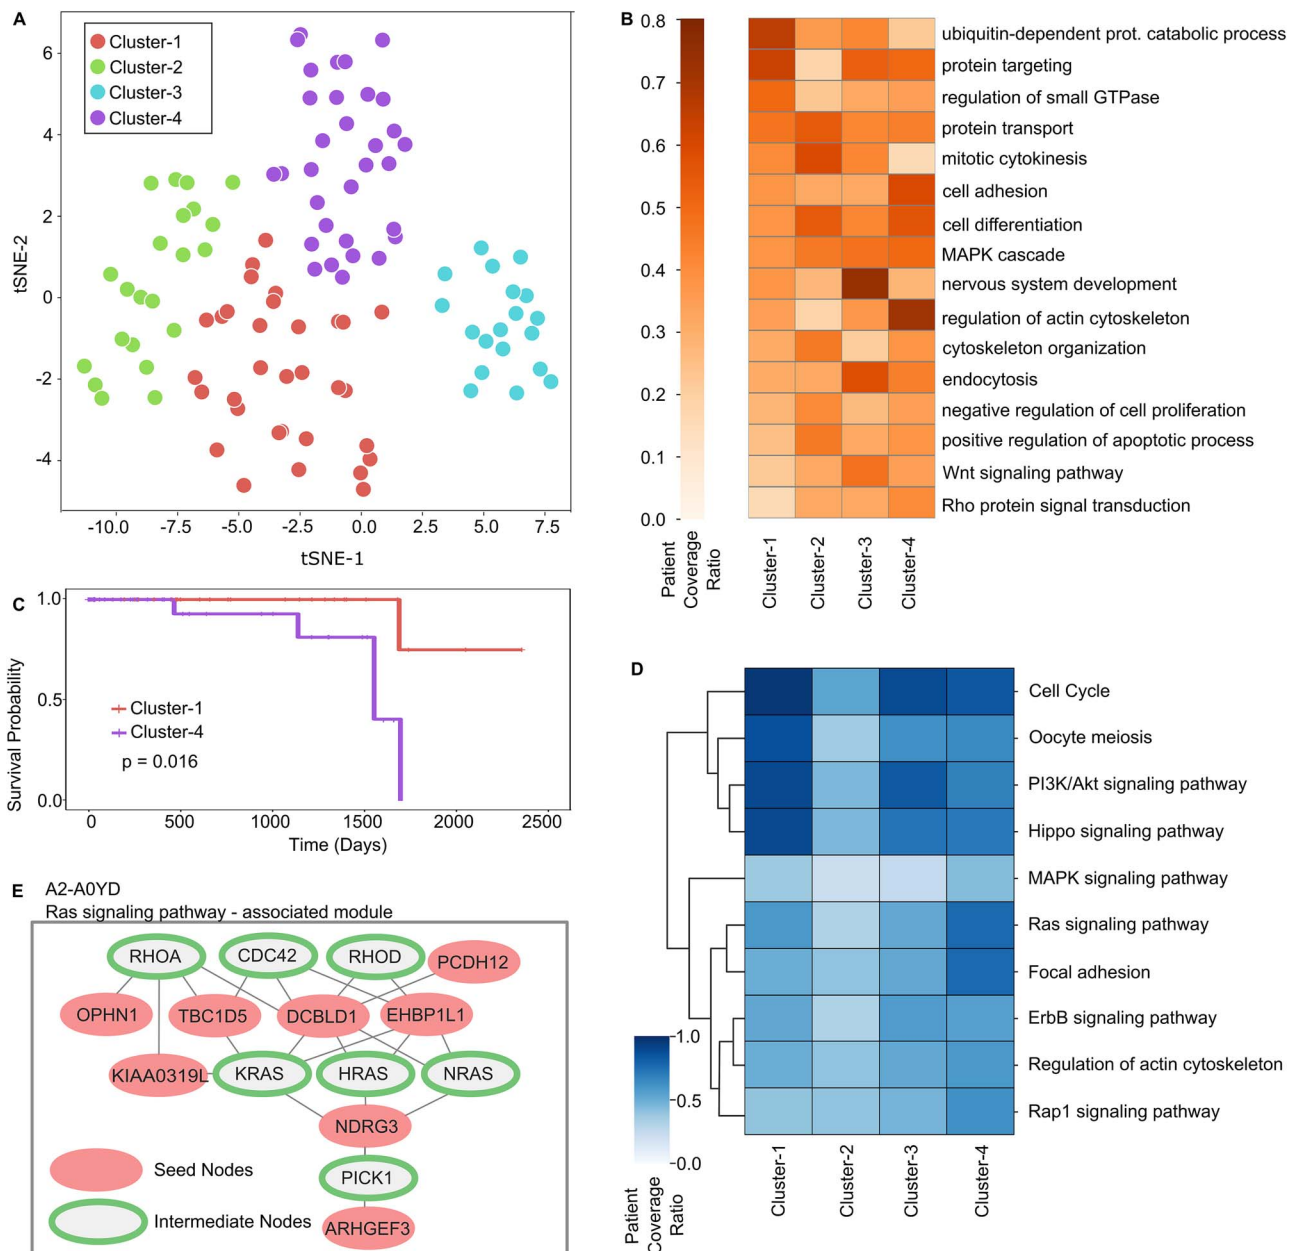 A
Cluster-1
Cluster-2
Cluster-3
Cluster-4
6
4
2
0
-2
-4
tSNE-2
-10.0 -7.5 -5.0 -2.5 0.0 2.5 5.0 7.5
tSNE-1
B
0.8
0.7
0.6
0.5
0.4
0.3
0.2
0.1
0.0
Patient
Coverage
Ratio
ubiquitin-dependent prot. catabolic process
protein targeting
regulation of small GTPase
protein transport
mitotic cytokinesis
cell adhesion
cell differentiation
MAPK cascade
nervous system development
regulation of actin cytoskeleton
cytoskeleton organization
endocytosis
negative regulation of cell proliferation
positive regulation of apoptotic process
Wnt signaling pathway
Rho protein signal transduction
Cluster-1
Cluster-2
Cluster-3
Cluster-4
C
1.0
0.5
0.0
Survival Probability
Cluster-1
Cluster-4
p = 0.016
0 500 1000 1500 2000 2500
Time (Days)
D
Cell Cycle
Oocyte meiosis
PI3K/Akt signaling pathway
Hippo signaling pathway
MAPK signaling pathway
Ras signaling pathway
Focal adhesion
ErbB signaling pathway
Regulation of actin cytoskeleton
Rap1 signaling pathway
1.0
0.5
0.0
Patient
Coverage
Ratio
Cluster-1
Cluster-2
Cluster-3
Cluster-4
E
A2-A0YD
Ras signaling pathway - associated module
RHOA CDC42 RHOD PCDH12
OPHN1 TBC1D5 DCBLD1 EHBP1L1
KIAA0319L KRAS HRAS NRAS
NDRG3
PICK1
ARHGEF3
Seed Nodes
Intermediate Nodes